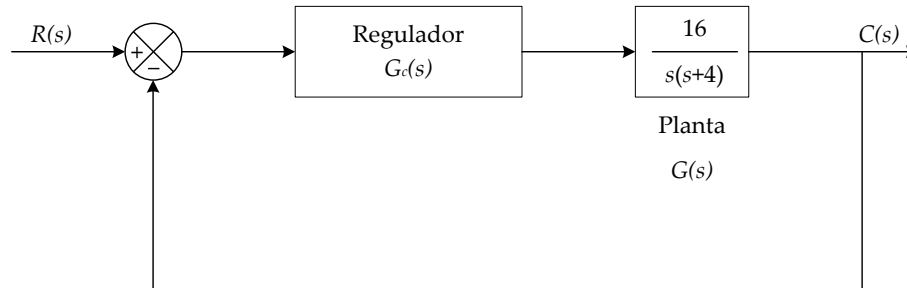 R(s)
+
−
Regulador
Gc(s)
16
s(s+4)
C(s)
Planta
G(s)